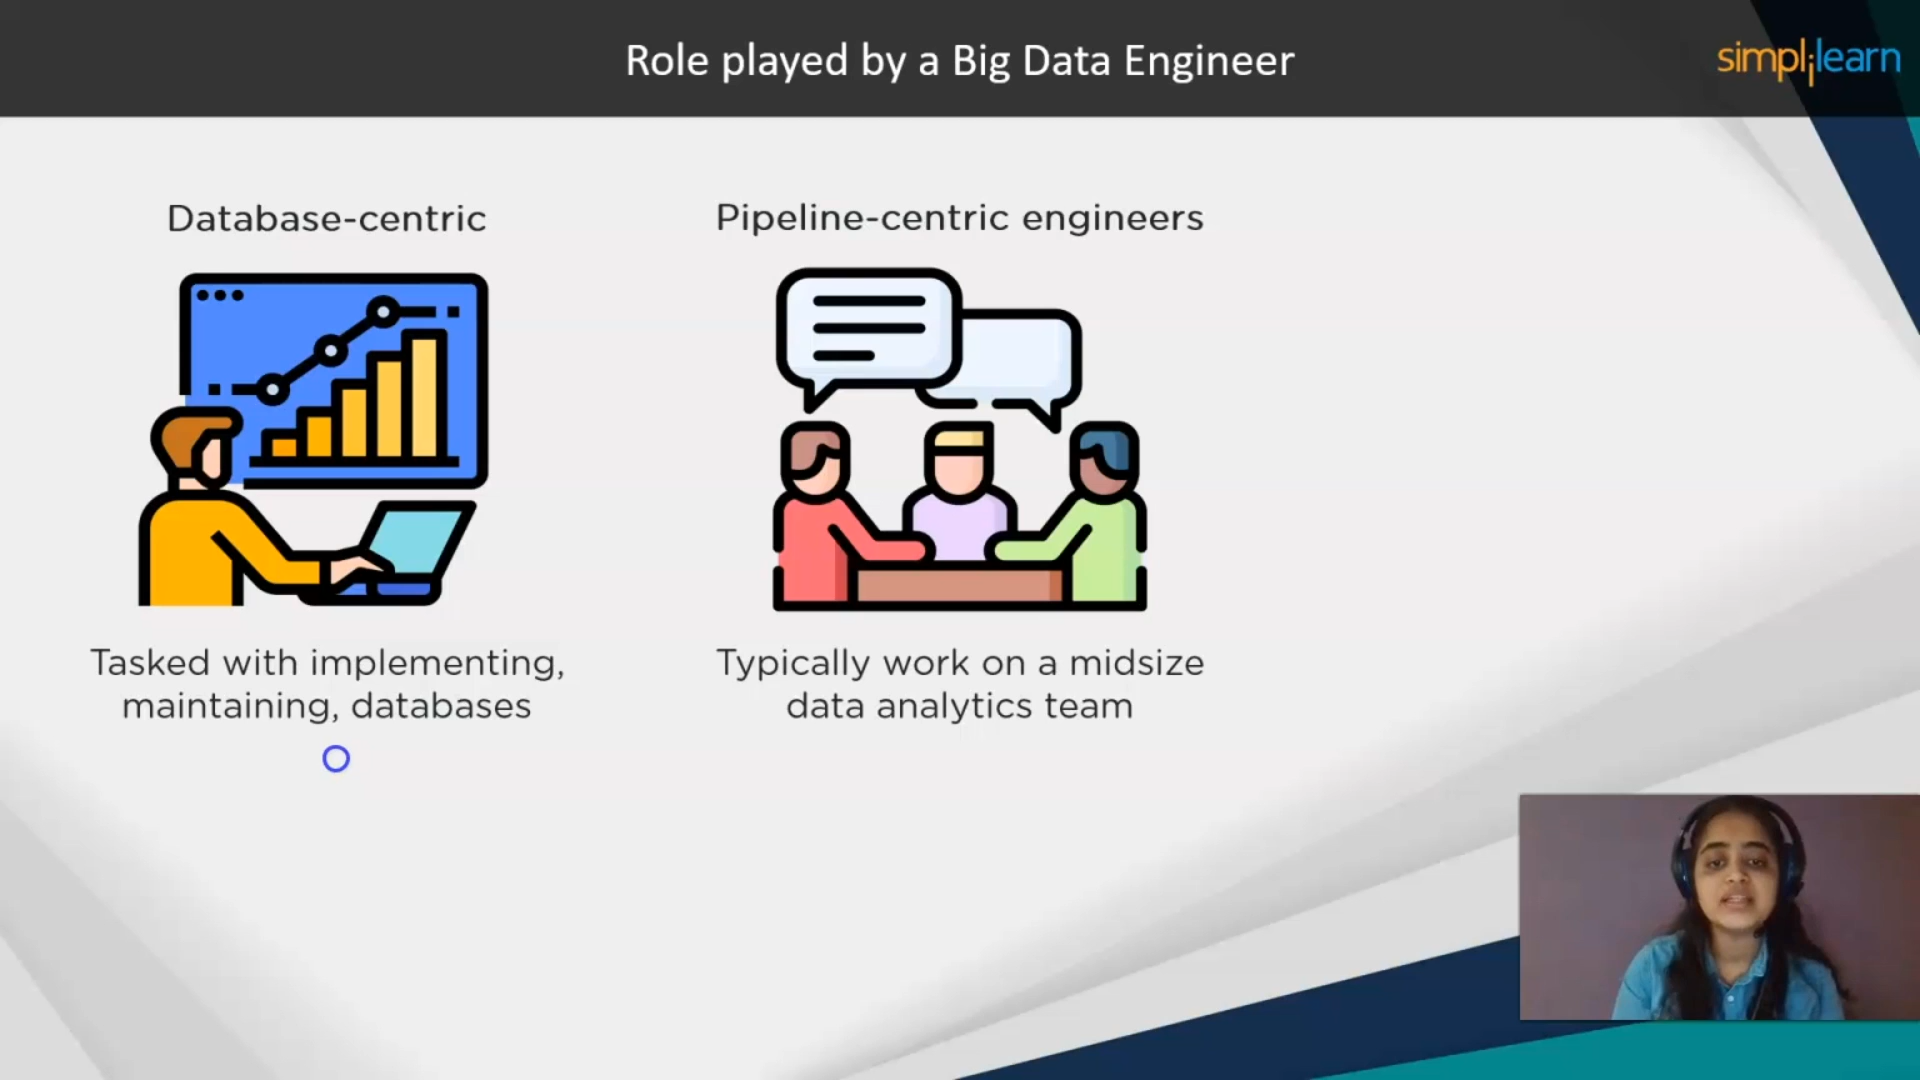 Role played by a Big Data Engineer
simplilearn
Database-centric
Pipeline-centric engineers
Tasked with implementing,
maintaining, databases
Typically work on a midsize
data analytics team